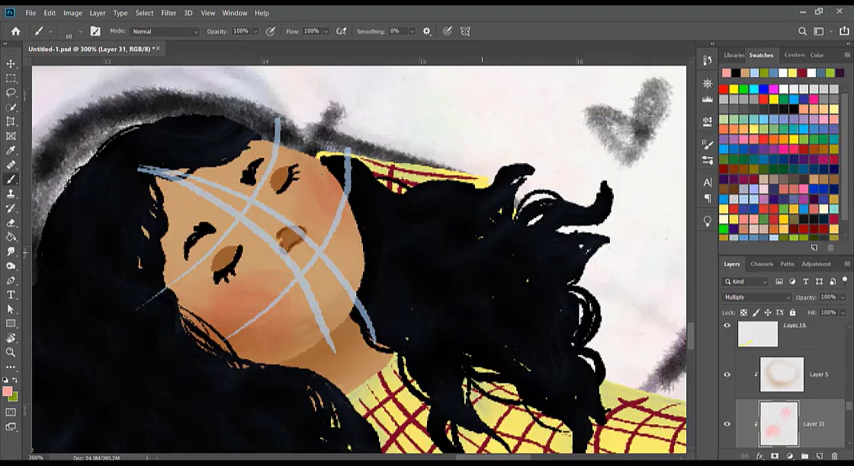 File Edit Image Layer Type Select Filter 3D View Window Help
60 Mode: Normal Opacity: 100% Flow: 100% Smoothing: 0%
Untitled-1.psd @ 300% (Layer 31, RGB/8) *
Libraries Swatches Color
Layers Channels Paths Adjustment
Kind
Multiply Opacity: 100%
Lock: Fill: 100%
Layer 5
Layer 31
300%